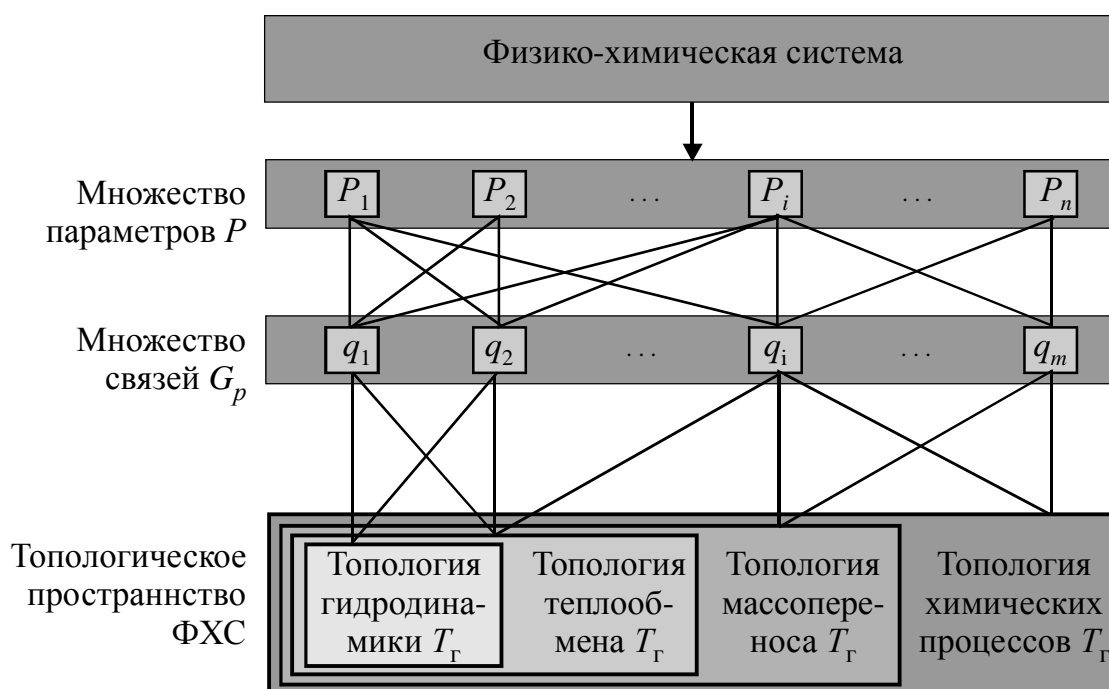 Физико-химическая система
Множество
параметров P
P₁ P₂ ... Pᵢ ... Pₙ
Множество
связей Gₚ
q₁ q₂ ... qᵢ ... qₘ
Топологическое
ространнство
ФХС
Топология
гидродина-
мики Tг
Топология
теплооб-
мена Tг
Топология
массопере-
носа Tг
Топология
химических
процессов Tг